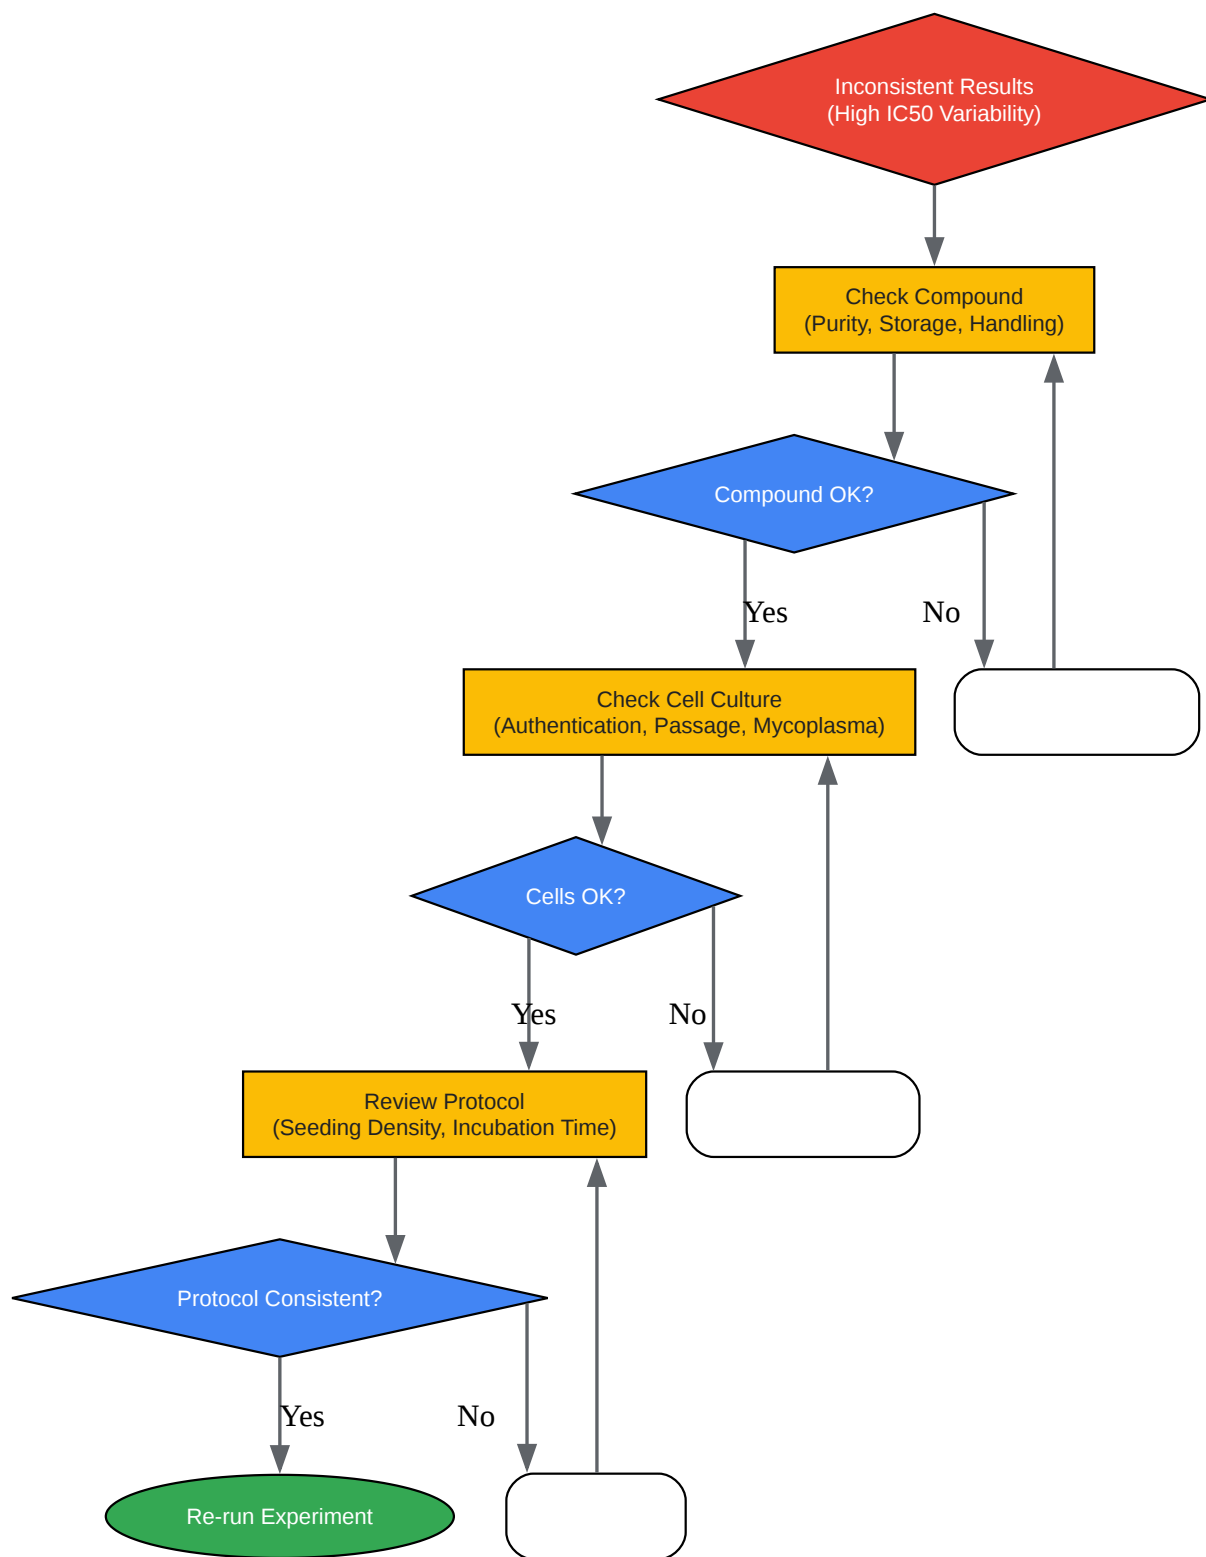 Inconsistent Results
(High IC50 Variability)
Check Compound
(Purity, Storage, Handling)
Compound OK?
Yes
No
Check Cell Culture
(Authentication, Passage, Mycoplasma)
Cells OK?
Yes
No
Review Protocol
(Seeding Density, Incubation Time)
Protocol Consistent?
Yes
No
Re-run Experiment